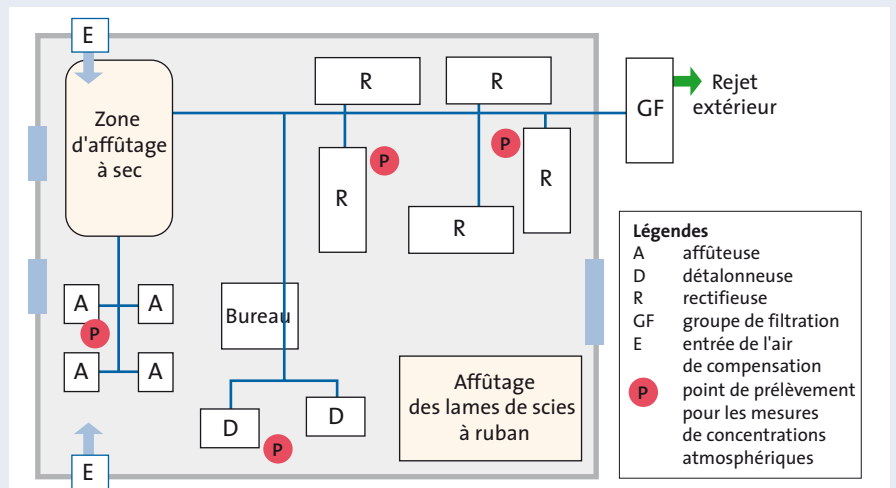 E
Zone
d'affûtage
à sec
R
R
P
P
R
R
R
GF
Rejet
extérieur
A
A
P
A
A
Bureau
D
D
P
Affûtage
des lames de scies
à ruban
E
Légendes
A affûteuse
D détalonneuse
R rectifieuse
GF groupe de filtration
E entrée de l'air
de compensation
P point de prélèvement
pour les mesures
de concentrations
atmosphériques